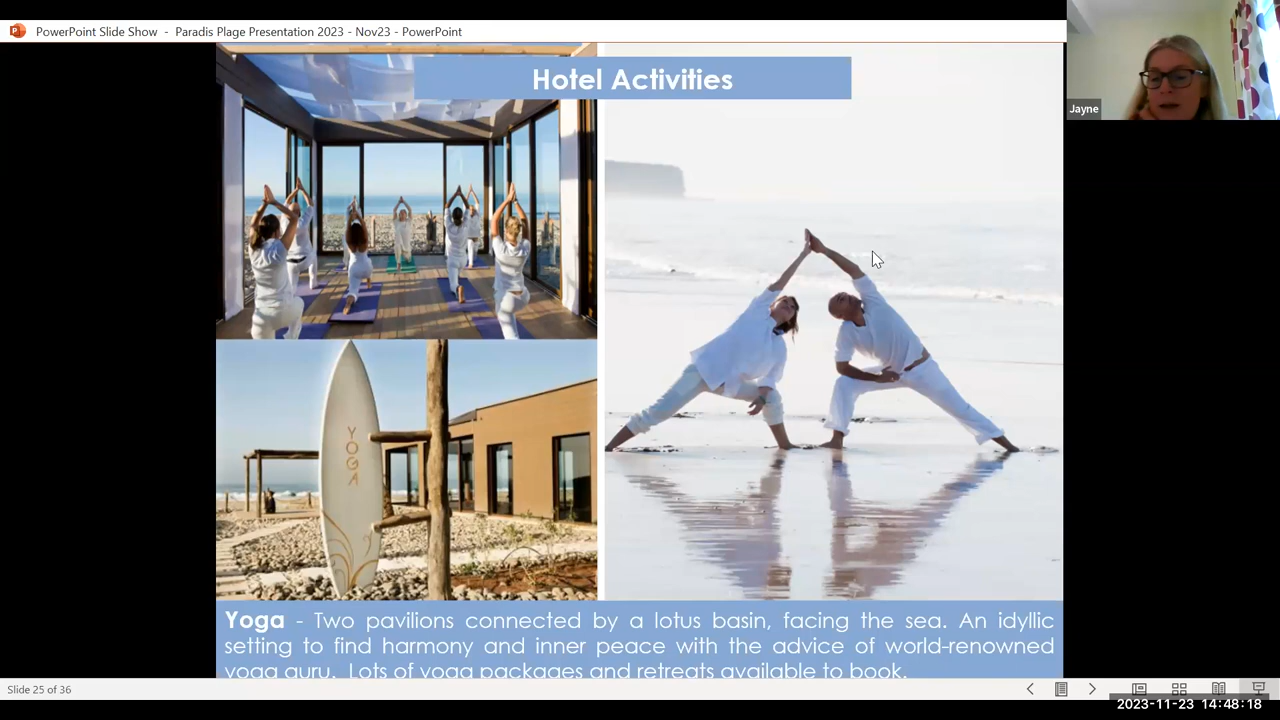 PowerPoint Slide Show - Paradis Plage Presentation 2023 - Nov23 - PowerPoint
Jayne
Hotel Activities
YOGA
Yoga - Two pavilions connected by a lotus basin, facing the sea. An idyllic
setting to find harmony and inner peace with the advice of world-renowned
yoga guru. Lots of yoga packages and retreats available to book.
Slide 25 of 36
2023-11-23 14:48:18